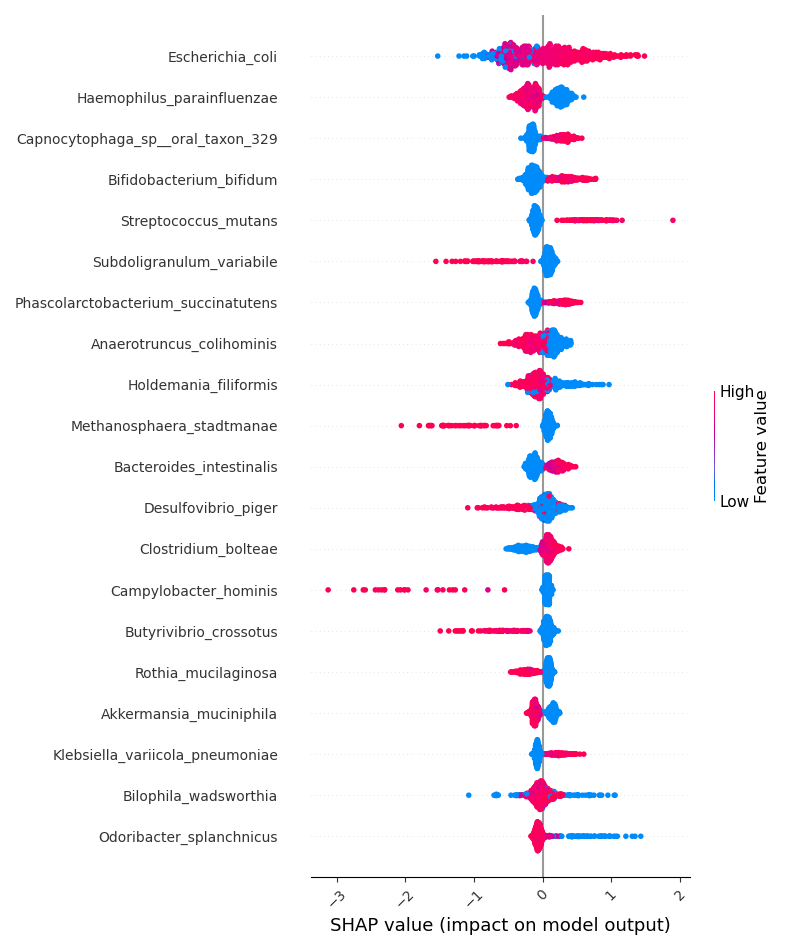 Escherichia_coli
Haemophilus_parainfluenzae
Capnocytophaga_sp__oral_taxon_329
Bifidobacterium_bifidum
Streptococcus_mutans
Subdoligranulum_variabile
Phascolarctobacterium_succinatutens
Anaerotruncus_colihominis
Holdemania_filiformis
Methanosphaera_stadtmanae
Bacteroides_intestinalis
Desulfovibrio_piger
Clostridium_bolteae
Campylobacter_hominis
Butyrivibrio_crossotus
Rothia_mucilaginosa
Akkermansia_muciniphila
Klebsiella_variicola_pneumoniae
Bilophila_wadsworthia
Odoribacter_splanchnicus
High
Feature value
Low
−3 −2 −1 0 1 2
SHAP value (impact on model output)